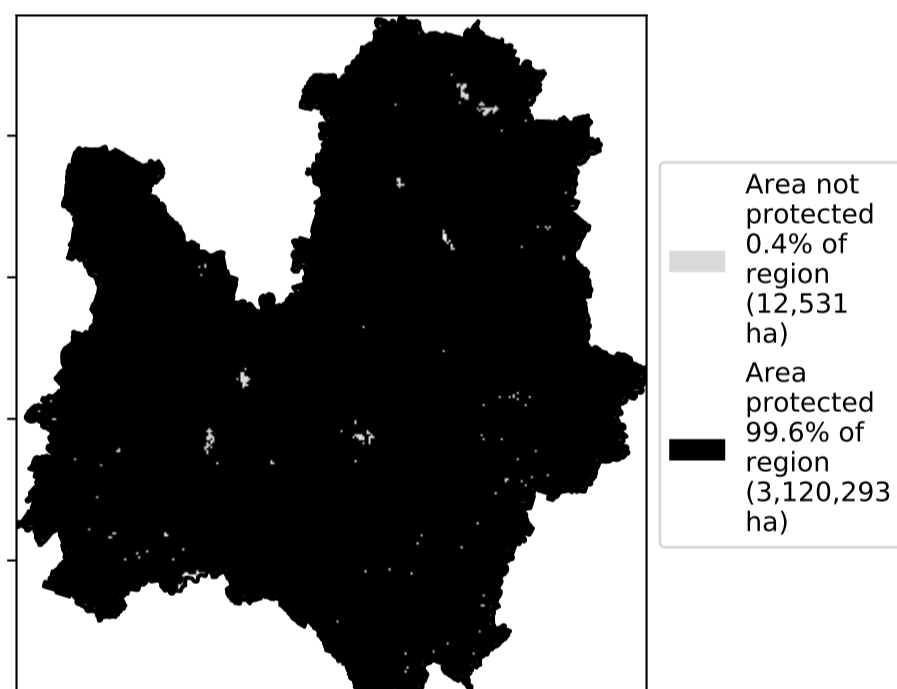 Area not
protected
0.4% of
region
(12,531
ha)
Area
protected
99.6% of
region
(3,120,293
ha)